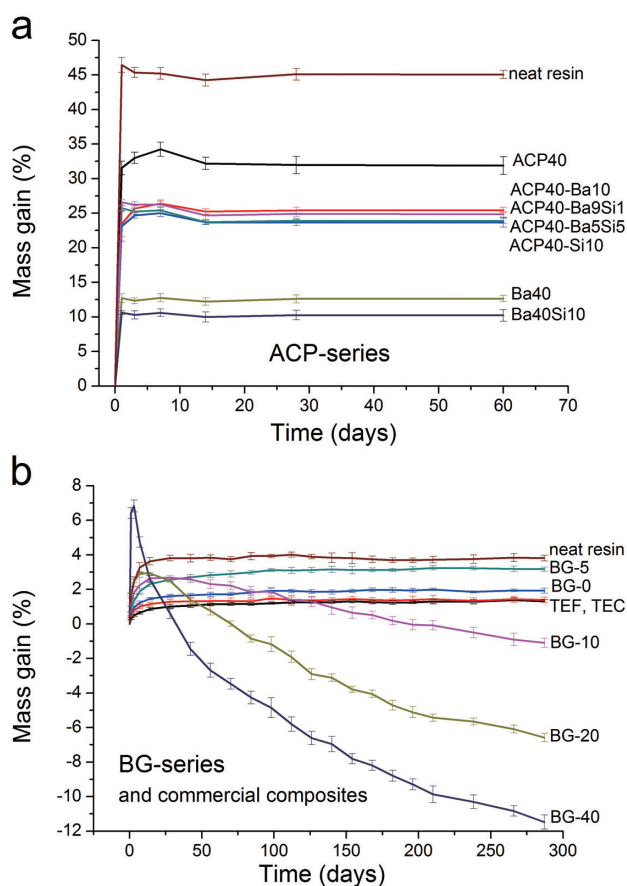 a
50
45
40
35
30
25
20
15
10
5
0
Mass gain (%)
neat resin
ACP40
ACP40-Ba10
ACP40-Ba9Si1
ACP40-Ba5Si5
ACP40-Si10
Ba40
Ba40Si10
ACP-series
0 10 20 30 40 50 60 70
Time (days)
b
8
6
4
2
0
-2
-4
-6
-8
-10
-12
Mass gain (%)
neat resin
BG-5
BG-0
TEF, TEC
BG-10
BG-20
BG-40
BG-series
and commercial composites
0 50 100 150 200 250 300
Time (days)